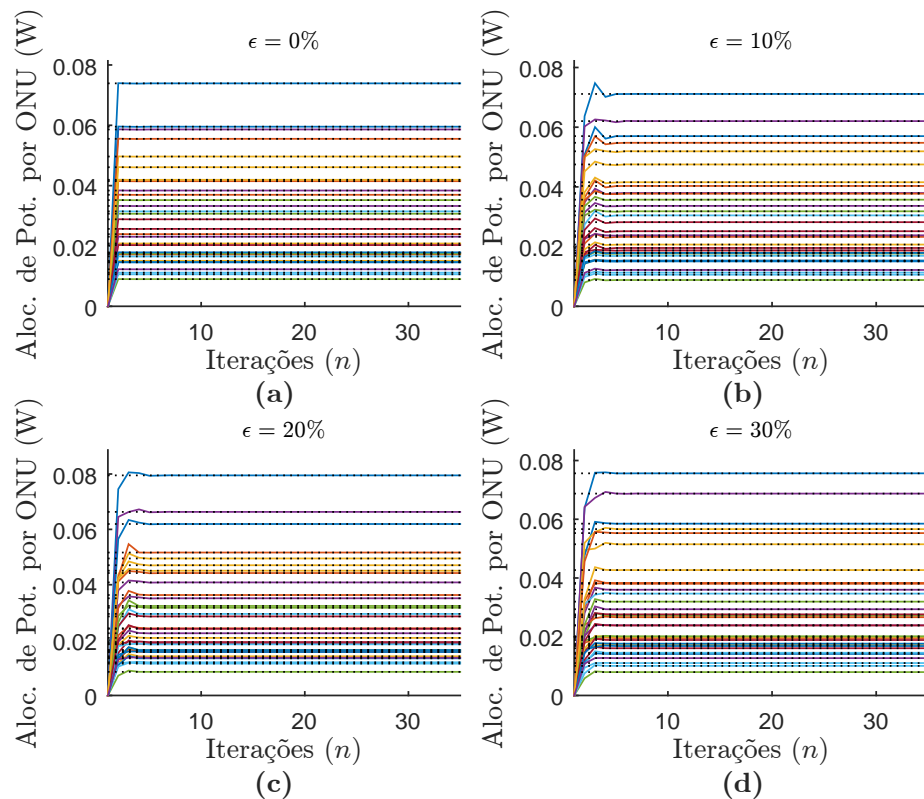 ϵ = 0%
Aloc. de Pot. por ONU (W)
0.08
0.06
0.04
0.02
0
10
20
30
Iterações (n)
(a)
ϵ = 10%
Aloc. de Pot. por ONU (W)
0.08
0.06
0.04
0.02
0
10
20
30
Iterações (n)
(b)
ϵ = 20%
Aloc. de Pot. por ONU (W)
0.08
0.06
0.04
0.02
0
10
20
30
Iterações (n)
(c)
ϵ = 30%
Aloc. de Pot. por ONU (W)
0.08
0.06
0.04
0.02
0
10
20
30
Iterações (n)
(d)